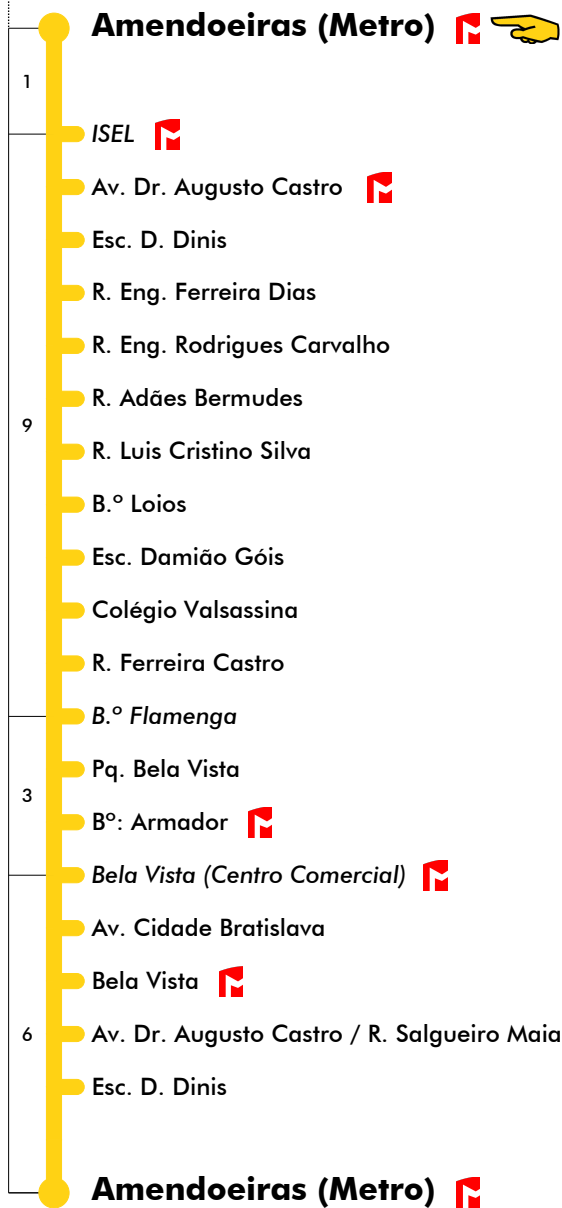 Amendoeiras (Metro)
1
ISEL
Av. Dr. Augusto Castro
Esc. D. Dinis
R. Eng. Ferreira Dias
R. Eng. Rodrigues Carvalho
R. Adães Bermudes
9
R. Luis Cristino Silva
B.º Loios
Esc. Damião Góis
Colégio Valsassina
R. Ferreira Castro
B.º Flamenga
Pq. Bela Vista
3
Bº: Armador
Bela Vista (Centro Comercial)
Av. Cidade Bratislava
Bela Vista
6
Av. Dr. Augusto Castro / R. Salgueiro Maia
Esc. D. Dinis
Amendoeiras (Metro)